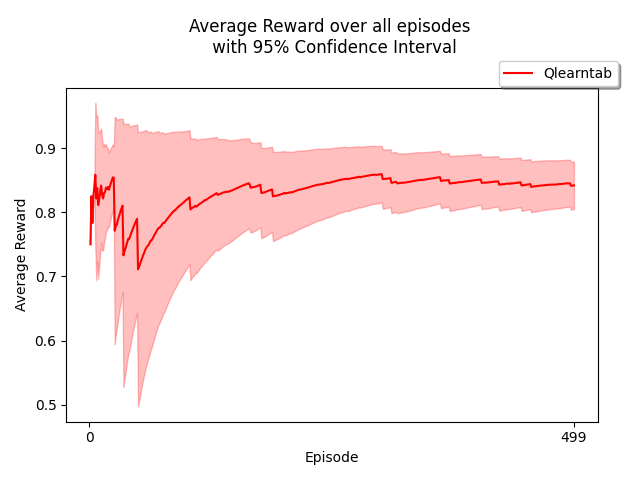 Average Reward over all episodes
with 95% Confidence Interval
Qlearntab
0.9
0.8
0.7
0.6
0.5
Average Reward
0
499
Episode